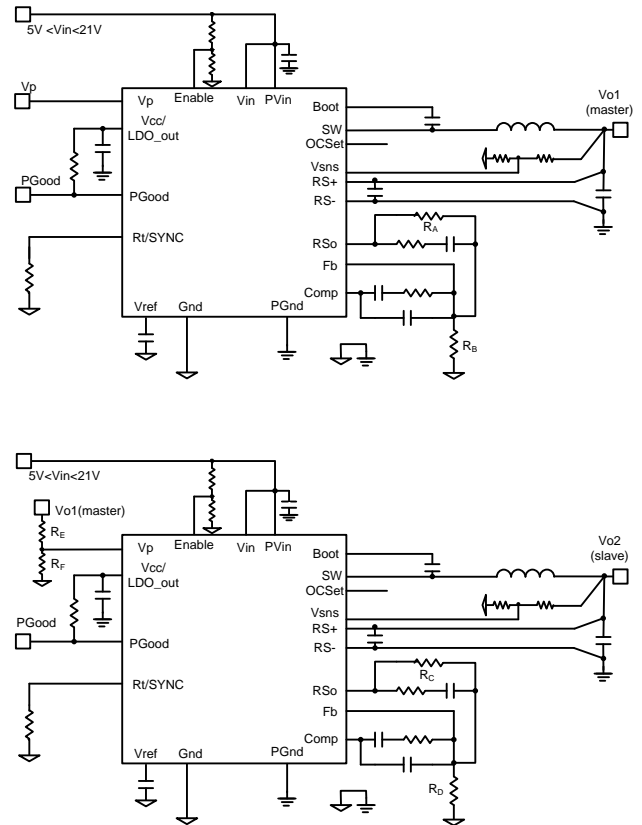 5V <Vin<21V
Vp
Vp
Enable
Vin
PVin
Boot
Vo1
(master)
Vcc/
LDO_out
SW
OCSet
Vsns
RS+
PGood
PGood
RS-
RA
Rt/SYNC
RSo
Fb
Comp
Vref
Gnd
PGnd
RB
5V<Vin<21V
Vo1(master)
RE
Vp
Enable
Vin
PVin
Boot
Vo2
(slave)
RF
Vcc/
LDO_out
SW
OCSet
Vsns
PGood
PGood
RS+
RS-
RC
Rt/SYNC
RSo
Fb
Comp
Vref
Gnd
PGnd
RD